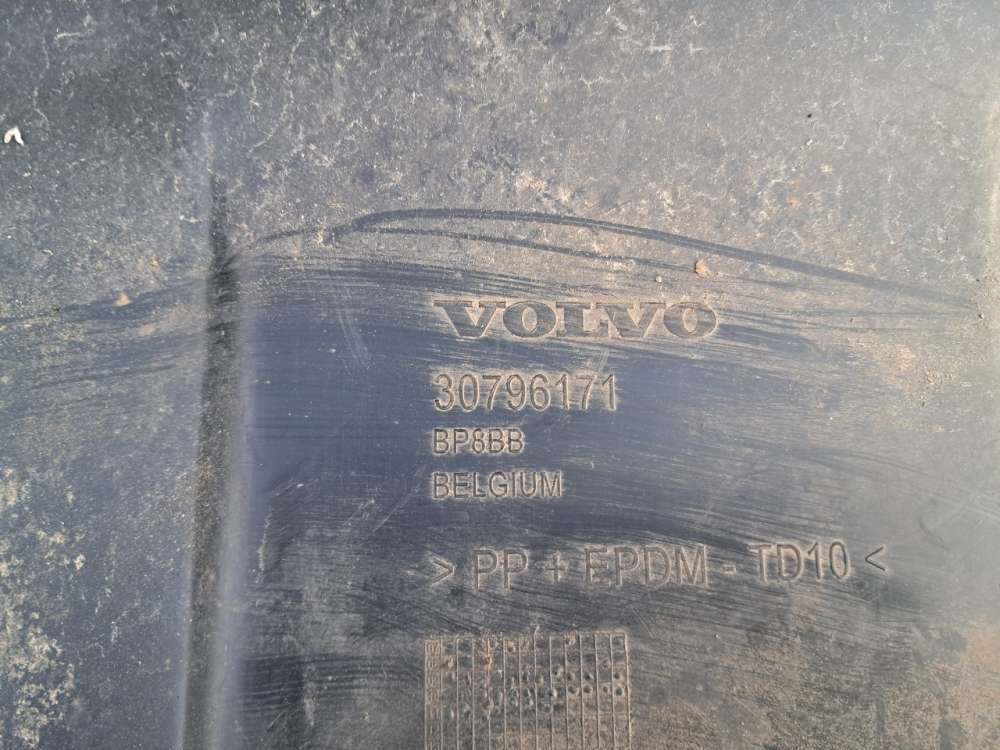 VOLVO
30796171
BP8BB
BELGIUM
> PP + EPDM - TD10 <